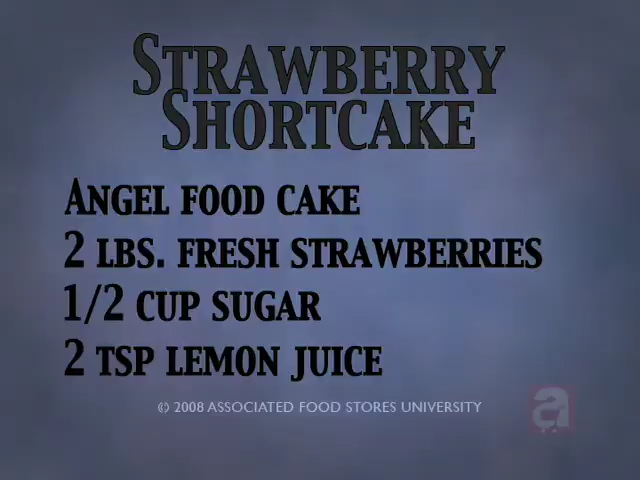 STRAWBERRY
SHORTCAKE
ANGEL FOOD CAKE
2 LBS. FRESH STRAWBERRIES
1/2 CUP SUGAR
2 TSP LEMON JUICE
© 2008 ASSOCIATED FOOD STORES UNIVERSITY
a